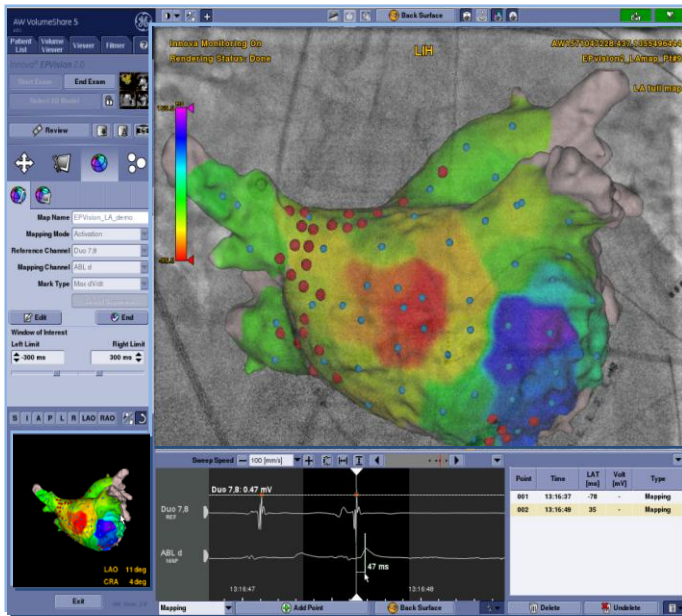 AW VolumeShare 5
Patient List
Volume Viewer
Viewer
Filmer
?
Innova® EPVision 2.0
Start Exam
End Exam
Select 3D Model
Review
Map Name EPVision_LA_demo
Mapping Mode Activation
Reference Channel Duo 7,8
Mapping Channel ABL d
Mark Type Max dV/dt
Edit
End
Window of Interest
Left Limit Right Limit
-300 ms 300 ms
S I A P L R LAO RAO
LAO 11 deg
CRA 4 deg
Exit
Back Surface
Innova Monitoring On
Rendering Status: Done
LIH
EPvision2_LAmap_Pt#9
LA full map
Sweep Speed 100 [mm/s]
Duo 7,8: 0.47 mV
Duo 7,8
REF
ABL d
MAP
47 ms
13:16:47 13:16:48
Mapping
Add Point
Back Surface
Point Time LAT [ms] Volt [mV] Type
001 13:16:37 -78 - Mapping
002 13:16:49 35 - Mapping
Delete
Undelete